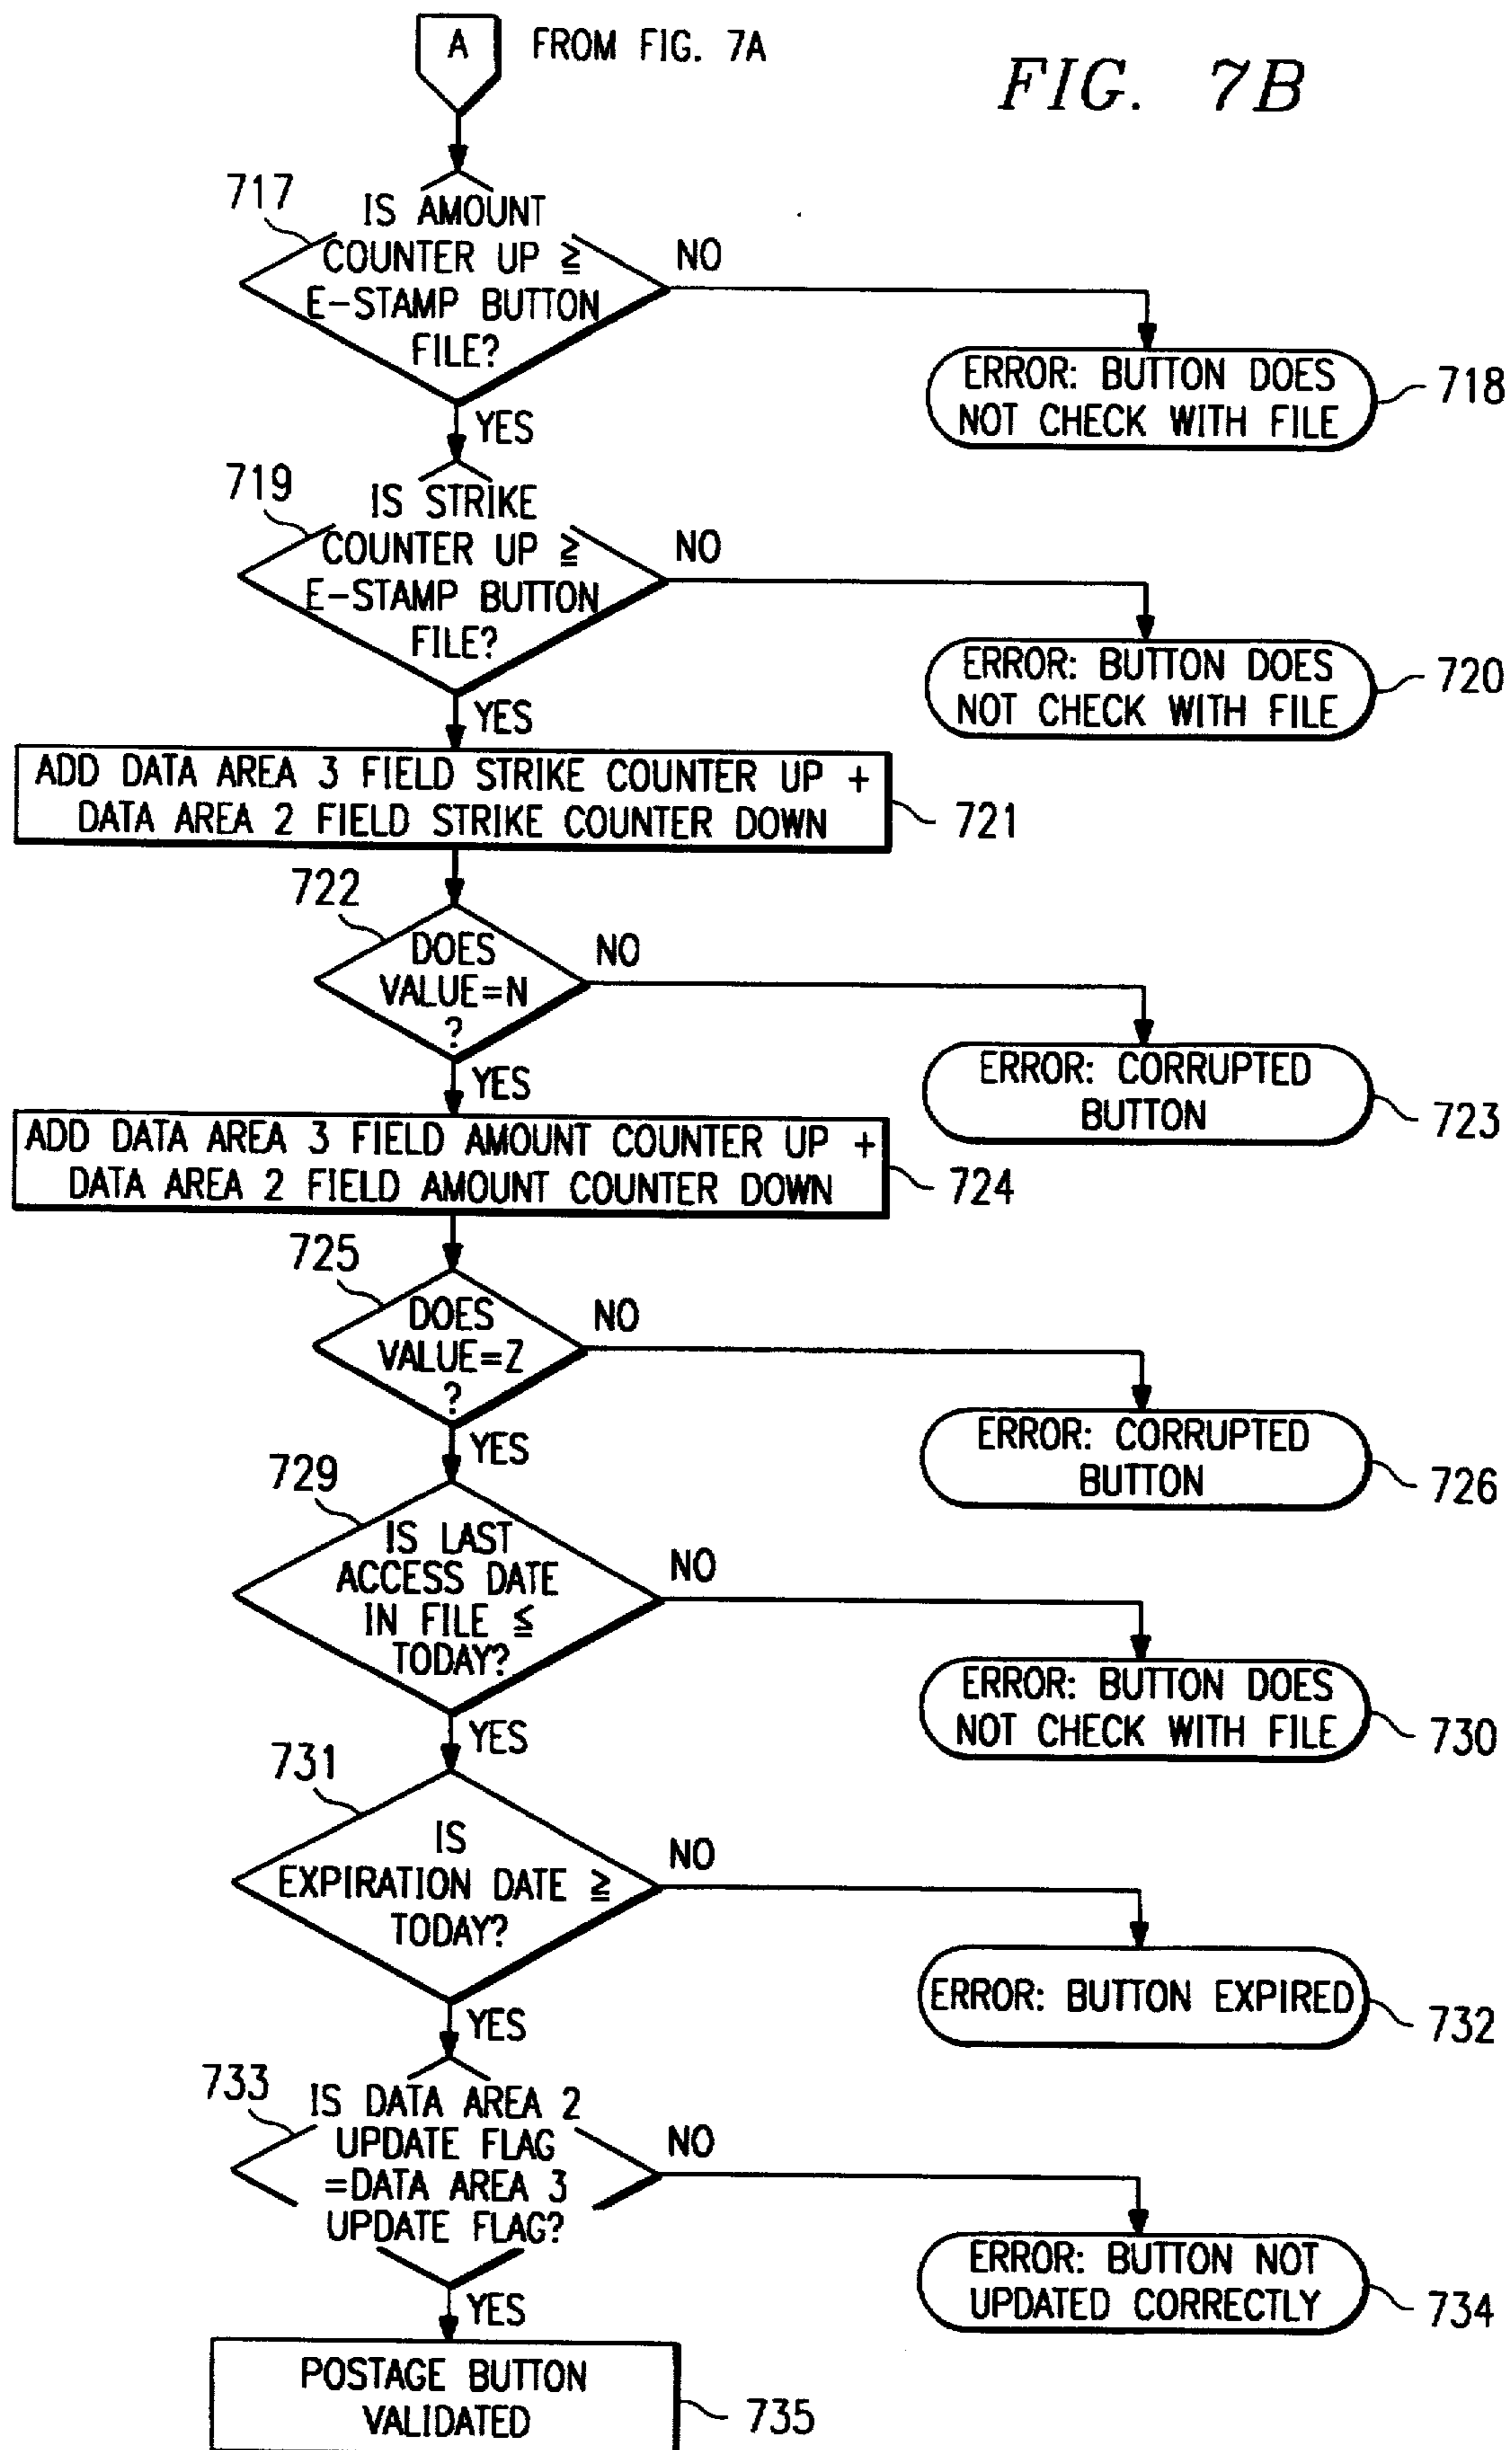 A FROM FIG. 7A
FIG. 7B
717
IS AMOUNT
COUNTER UP ≧
E-STAMP BUTTON
FILE?
NO
YES
ERROR: BUTTON DOES
NOT CHECK WITH FILE
718
719
IS STRIKE
COUNTER UP ≧
E-STAMP BUTTON
FILE?
NO
YES
ERROR: BUTTON DOES
NOT CHECK WITH FILE
720
ADD DATA AREA 3 FIELD STRIKE COUNTER UP +
DATA AREA 2 FIELD STRIKE COUNTER DOWN
721
722
DOES
VALUE=N
?
NO
YES
ERROR: CORRUPTED
BUTTON
723
ADD DATA AREA 3 FIELD AMOUNT COUNTER UP +
DATA AREA 2 FIELD AMOUNT COUNTER DOWN
724
725
DOES
VALUE=Z
?
NO
YES
ERROR: CORRUPTED
BUTTON
726
729
IS LAST
ACCESS DATE
IN FILE ≦
TODAY?
NO
YES
ERROR: BUTTON DOES
NOT CHECK WITH FILE
730
731
IS
EXPIRATION DATE ≧
TODAY?
NO
YES
ERROR: BUTTON EXPIRED
732
733
IS DATA AREA 2
UPDATE FLAG
=DATA AREA 3
UPDATE FLAG?
NO
YES
ERROR: BUTTON NOT
UPDATED CORRECTLY
734
POSTAGE BUTTON
VALIDATED
735